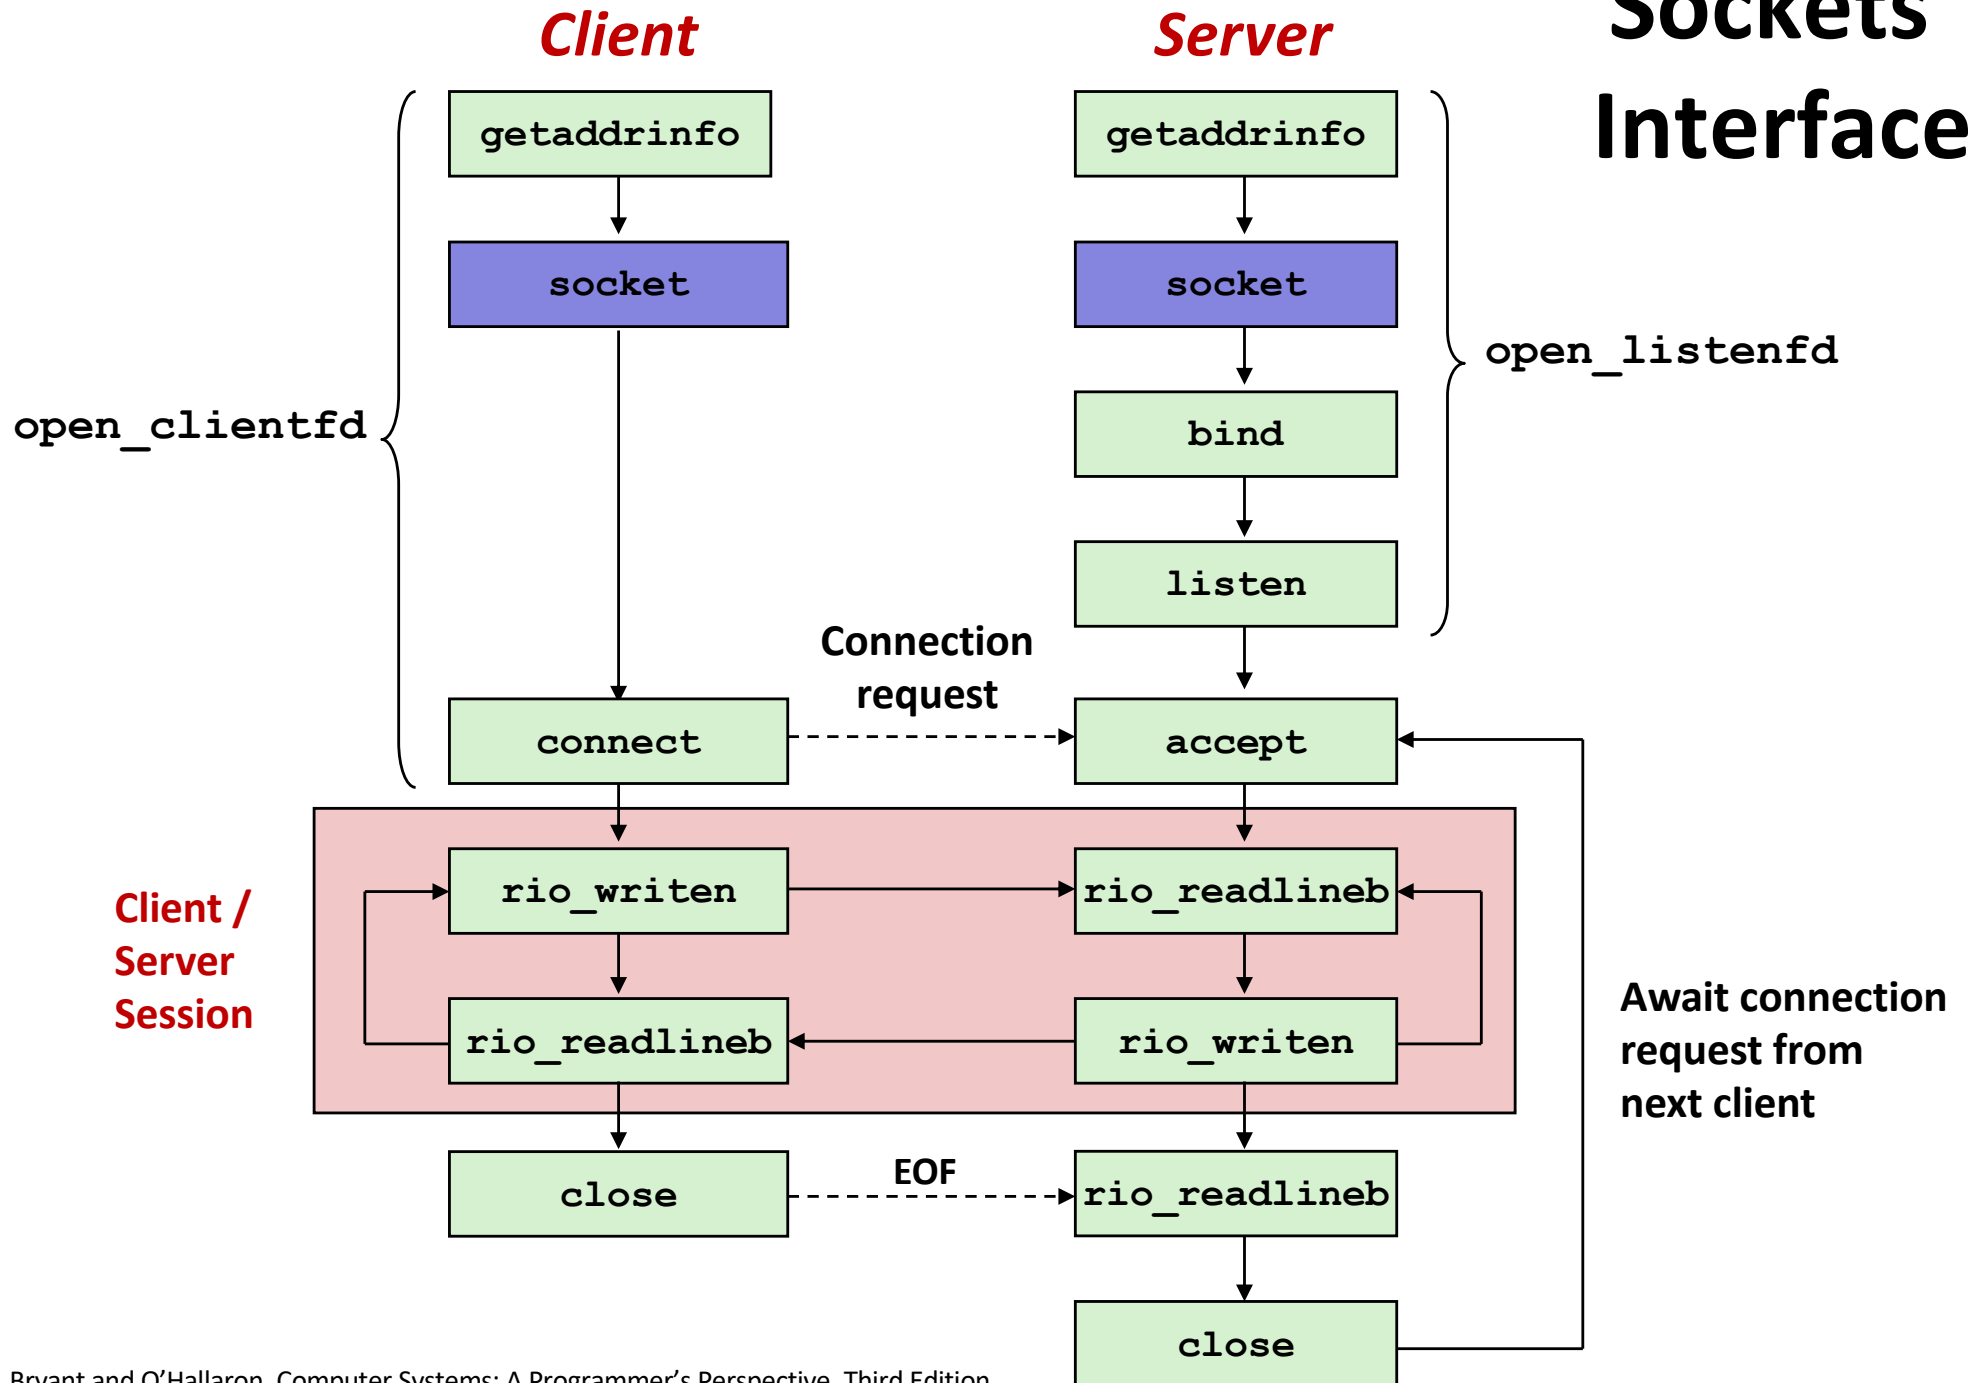 Sockets
Interface
Client
Server
getaddrinfo
getaddrinfo
socket
socket
open_listenfd
open_clientfd
bind
listen
Connection
request
connect
accept
Client /
Server
Session
rio_writen
rio_readlineb
rio_readlineb
rio_writen
Await connection
request from
next client
close
EOF
rio_readlineb
close
Bryant and O'Hallaron, Computer Systems: A Programmer's Perspective, Third Edition